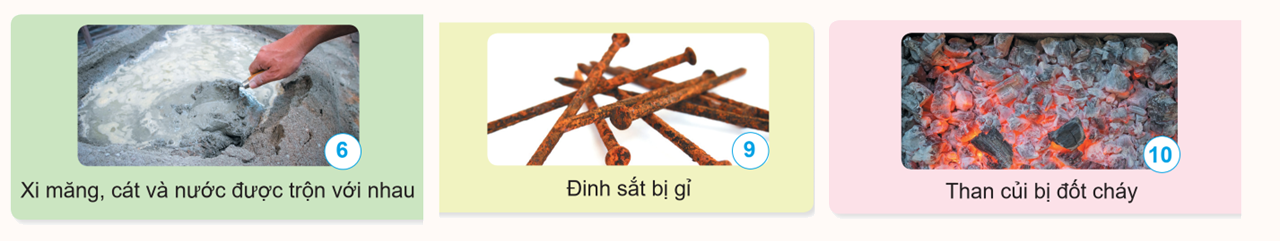 6
Xi măng, cát và nước được trộn với nhau
9
Đinh sắt bị gỉ
10
Than củi bị đốt cháy